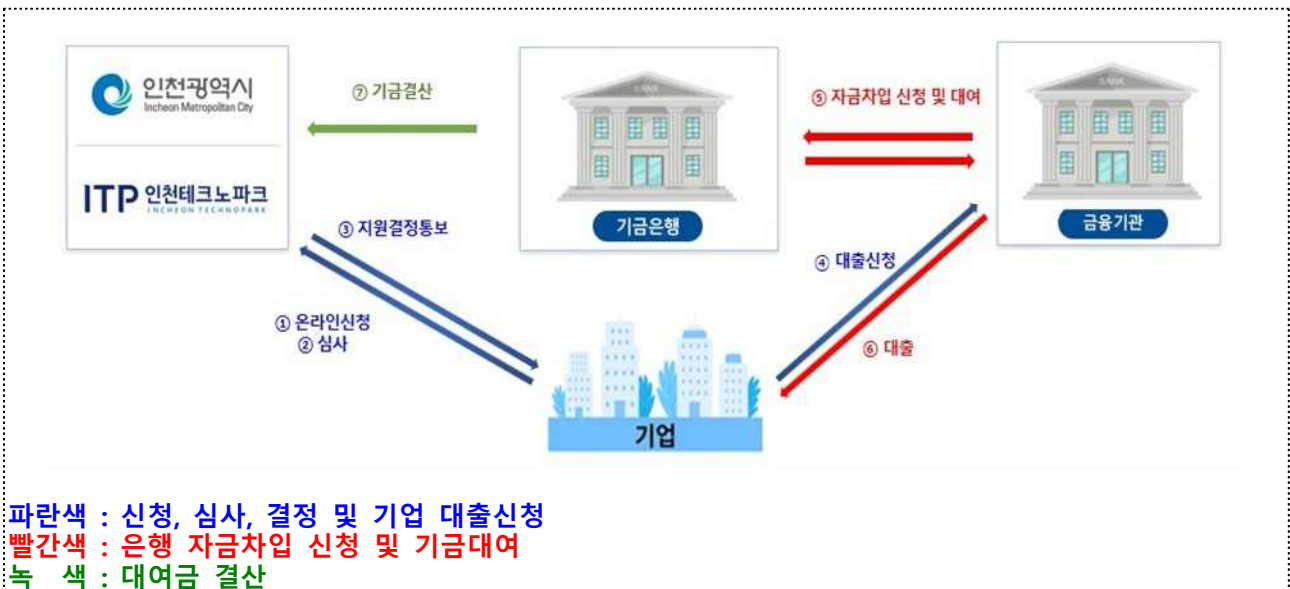 인천광역시
Incheon Metropolitan City
ITP 인천테크노파크
INCHEON TECHNOPARK
⑦ 기금결산
BANK
기금은행
⑤ 자금차입 신청 및 대여
BANK
금융기관
③ 지원결정통보
① 온라인신청
② 심사
④ 대출신청
⑥ 대출
기업
파란색 : 신청, 심사, 결정 및 기업 대출신청
빨간색 : 은행 자금차입 신청 및 기금대여
녹 색 : 대여금 결산